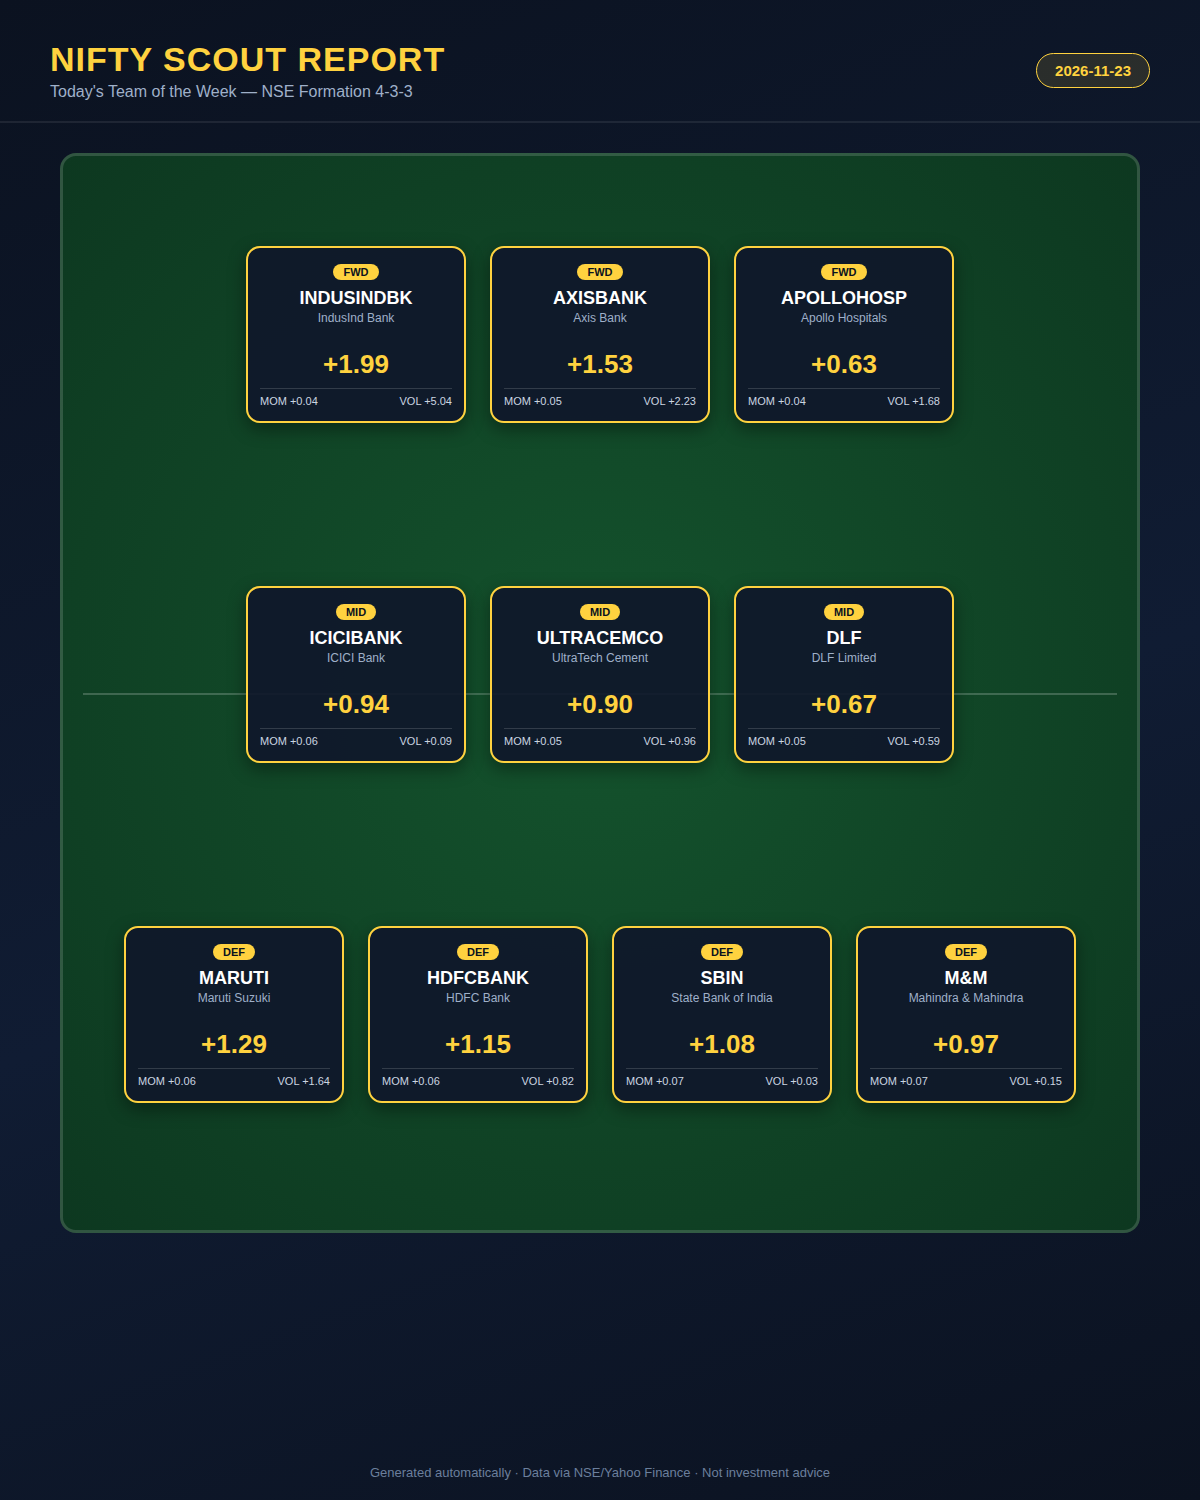 NIFTY SCOUT REPORT
Today's Team of the Week — NSE Formation 4-3-3
2026-11-23
FWD
INDUSINDBK
IndusInd Bank
+1.99
MOM +0.04 VOL +5.04
FWD
AXISBANK
Axis Bank
+1.53
MOM +0.05 VOL +2.23
FWD
APOLLOHOSP
Apollo Hospitals
+0.63
MOM +0.04 VOL +1.68
MID
ICICIBANK
ICICI Bank
+0.94
MOM +0.06 VOL +0.09
MID
ULTRACEMCO
UltraTech Cement
+0.90
MOM +0.05 VOL +0.96
MID
DLF
DLF Limited
+0.67
MOM +0.05 VOL +0.59
DEF
MARUTI
Maruti Suzuki
+1.29
MOM +0.06 VOL +1.64
DEF
HDFCBANK
HDFC Bank
+1.15
MOM +0.06 VOL +0.82
DEF
SBIN
State Bank of India
+1.08
MOM +0.07 VOL +0.03
DEF
M&M
Mahindra & Mahindra
+0.97
MOM +0.07 VOL +0.15
Generated automatically · Data via NSE/Yahoo Finance · Not investment advice